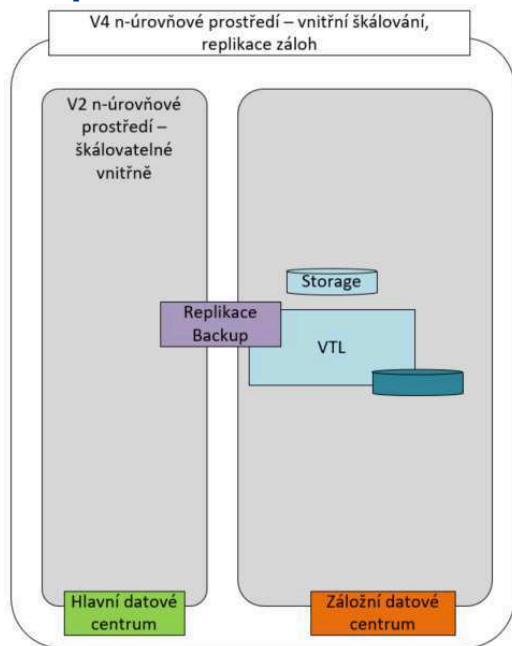 V4 n-úrovňové prostředí – vnitřní škálování,
replikace záloh
V2 n-úrovňové
prostředí –
škálovatelné
vnitřně
Storage
Replikace
Backup
VTL
Hlavní datové
centrum
Záložní datové
centrum